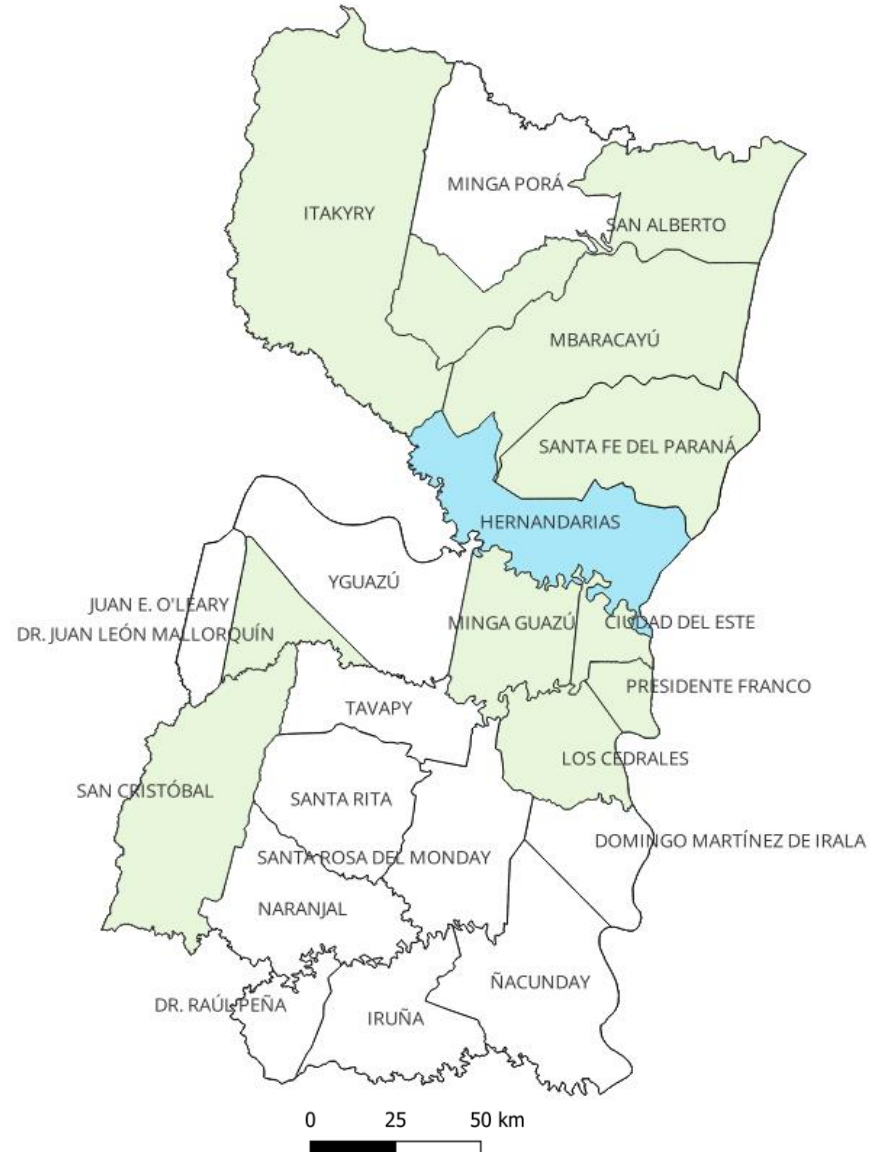 MINGA PORÁ
ITAKYRY
SAN ALBERTO
MBARACAYÚ
SANTA FE DEL PARANÁ
HERNANDARIAS
YGUAZÚ
JUAN E. O'LEARY
MINGA GUAZÚ
CIUDAD DEL ESTE
DR. JUAN LEÓN MALLORQUÍN
PRESIDENTE FRANCO
TAVAPY
LOS CEDRALES
SAN CRISTÓBAL
SANTA RITA
DOMINGO MARTÍNEZ DE IRALA
SANTA ROSA DEL MONDAY
NARANJAL
ÑACUNDAY
DR. RAÚL PEÑA
IRUÑA
0 25 50 km